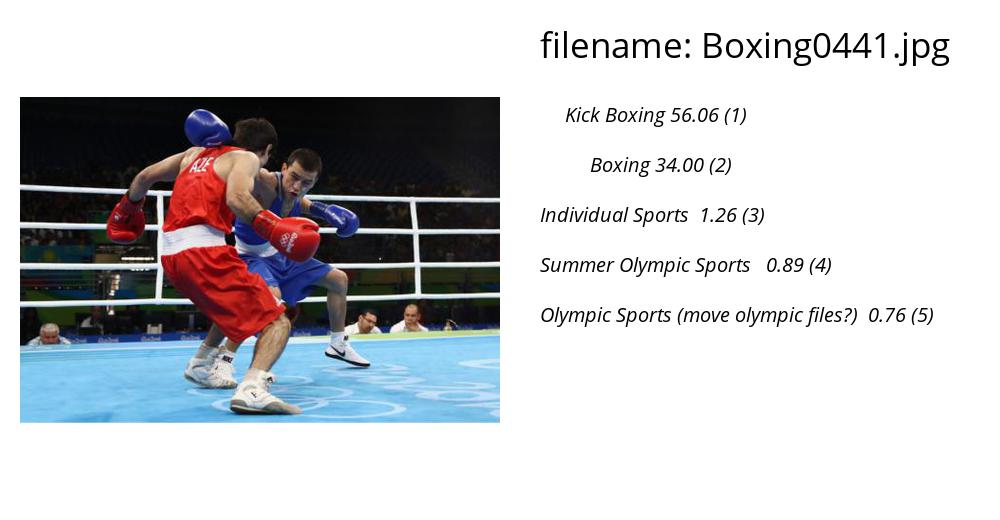 filename: Boxing0441.jpg
Kick Boxing 56.06 (1)
Boxing 34.00 (2)
Individual Sports 1.26 (3)
Summer Olympic Sports 0.89 (4)
Olympic Sports (move olympic files?) 0.76 (5)
AZE